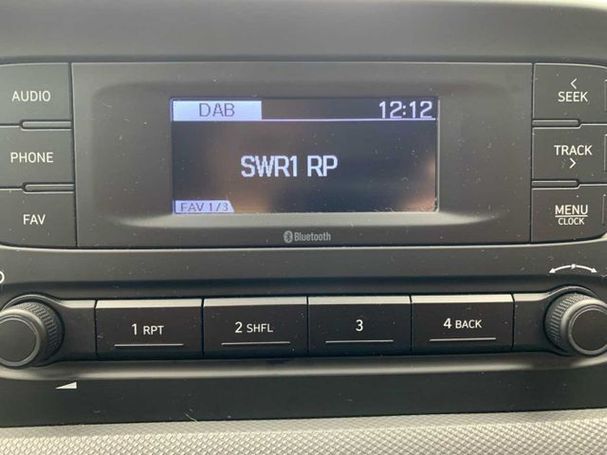 AUDIO
PHONE
FAV
DAB 12:12
SWR1 RP
FAV 1/3
Bluetooth
SEEK
TRACK
MENU
CLOCK
1 RPT
2 SHFL
3
4 BACK